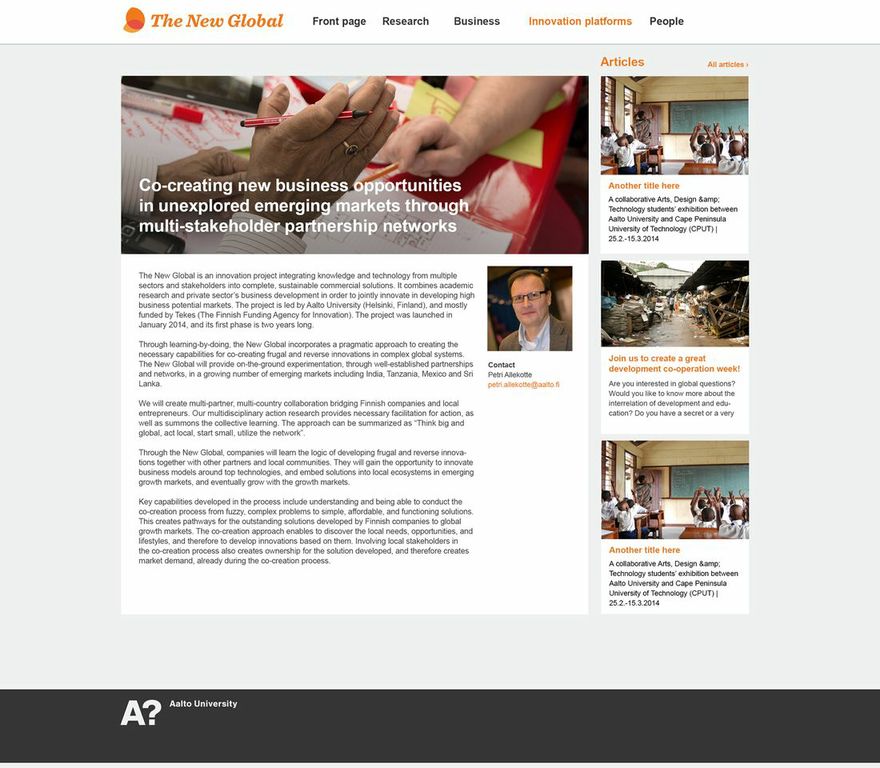 The New Global
Front page Research Business Innovation platforms People
Articles
All articles ›
Co-creating new business opportunities
in unexplored emerging markets through
multi-stakeholder partnership networks
The New Global is an innovation project integrating knowledge and technology from multiple
sectors and stakeholders into complete, sustainable commercial solutions. It combines academic
research and private sector's business development in order to jointly innovate in developing high
business potential markets. The project is led by Aalto University (Helsinki, Finland), and mostly
funded by Tekes (The Finnish Funding Agency for Innovation). The project was launched in
January 2014, and its first phase is two years long.
Through learning-by-doing, the New Global incorporates a pragmatic approach to creating the
necessary capabilities for co-creating frugal and reverse innovations in complex global systems.
The New Global will provide on-the-ground experimentation, through well-established partnerships
and networks, in a growing number of emerging markets including India, Tanzania, Mexico and Sri
Lanka.
We will create multi-partner, multi-country collaboration bridging Finnish companies and local
entrepreneurs. Our multidisciplinary action research provides necessary facilitation for action, as
well as summons the collective learning. The approach can be summarized as “Think big and
global, act local, start small, utilize the network”.
Through the New Global, companies will learn the logic of developing frugal and reverse innova-
tions together with other partners and local communities. They will gain the opportunity to innovate
business models around top technologies, and embed solutions into local ecosystems in emerging
growth markets, and eventually grow with the growth markets.
Key capabilities developed in the process include understanding and being able to conduct the
co-creation process from fuzzy, complex problems to simple, affordable, and functioning solutions.
This creates pathways for the outstanding solutions developed by Finnish companies to global
growth markets. The co-creation approach enables to discover the local needs, opportunities, and
lifestyles, and therefore to develop innovations based on them. Involving local stakeholders in
the co-creation process also creates ownership for the solution developed, and therefore creates
market demand, already during the co-creation process.
Contact
Petri Allekotte
petri.allekotte@aalto.fi
Another title here
A collaborative Arts, Design &amp;
Technology students' exhibition between
Aalto University and Cape Peninsula
University of Technology (CPUT) |
25.2.-15.3.2014
Join us to create a great
development co-operation week!
Are you interested in global questions?
Would you like to know more about the
interrelation of development and edu-
cation? Do you have a secret or a very
Another title here
A collaborative Arts, Design &amp;
Technology students' exhibition between
Aalto University and Cape Peninsula
University of Technology (CPUT) |
25.2.-15.3.2014
A? Aalto University